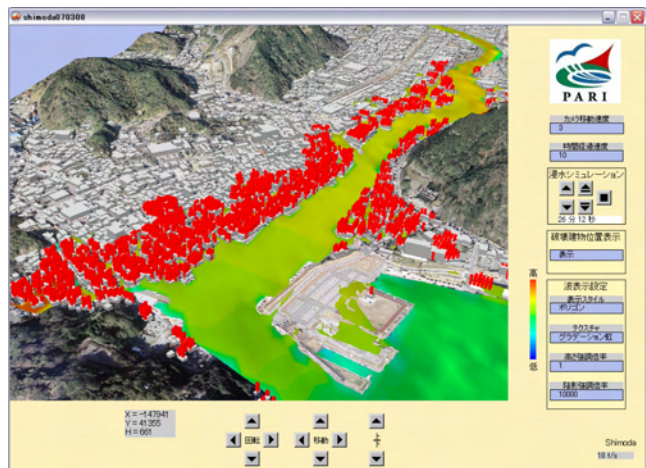 shimoda070308
PARI
カメラ移動速度
3
時間経過速度
10
浸水シミュレーション
26 分 12 秒
破壊建物位置表示
表示
波表示設定
表示スタイル
ポリゴン
テクスチャ
グラデーション虹
高さ強調倍率
1
陰影強調倍率
10000
高
低
X = -147941
Y = 41355
H = 661
回転
移動
上
下
Shimoda
18 f/s